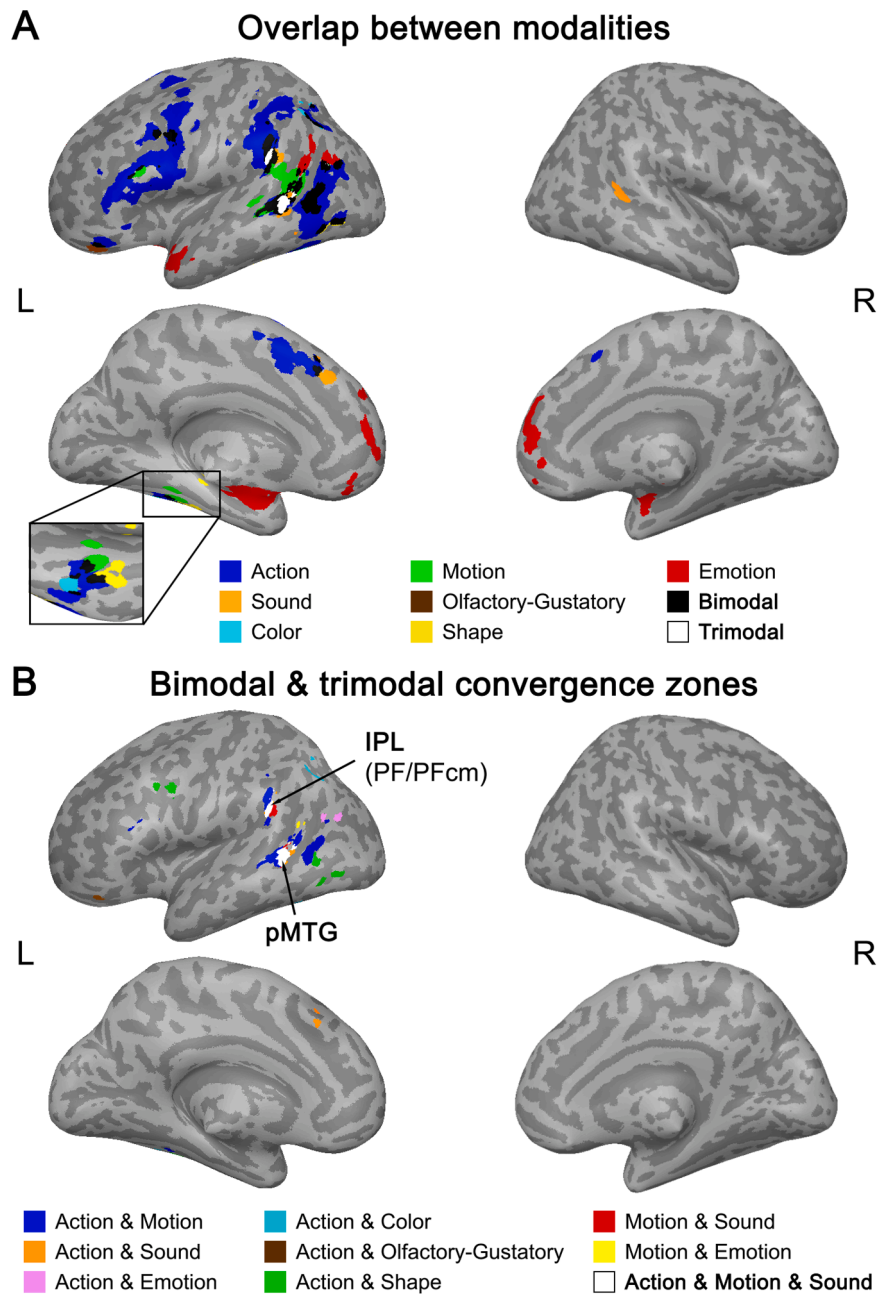 A Overlap between modalities
L R
Action Motion Emotion
Sound Olfactory-Gustatory Bimodal
Color Shape Trimodal
B Bimodal & trimodal convergence zones
IPL
(PF/PFcm)
pMTG
L R
Action & Motion Action & Color Motion & Sound
Action & Sound Action & Olfactory-Gustatory Motion & Emotion
Action & Emotion Action & Shape Action & Motion & Sound